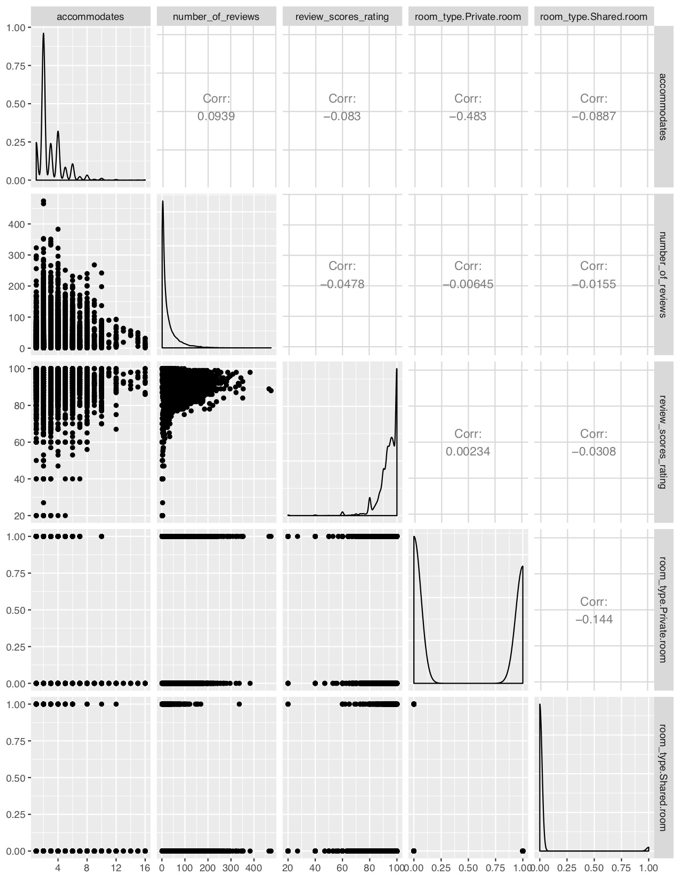 accommodates number_of_reviews review_scores_rating room_type.Private.room room_type.Shared.room
1.00
0.75
0.50
0.25
0.00
Corr:
0.0939
Corr:
−0.083
Corr:
−0.483
Corr:
−0.0887
accommodates
400
300
200
100
0
Corr:
−0.0478
Corr:
−0.00645
Corr:
−0.0155
number_of_reviews
100
80
60
40
20
Corr:
0.00234
Corr:
−0.0308
review_scores_rating
1.00
0.75
0.50
0.25
0.00
Corr:
−0.144
room_type.Private.room
1.00
0.75
0.50
0.25
0.00
room_type.Shared.room
4 8 12 16 0 100 200 300 400 20 40 60 80 100 0.00 0.25 0.50 0.75 1.00 0.00 0.25 0.50 0.75 1.00